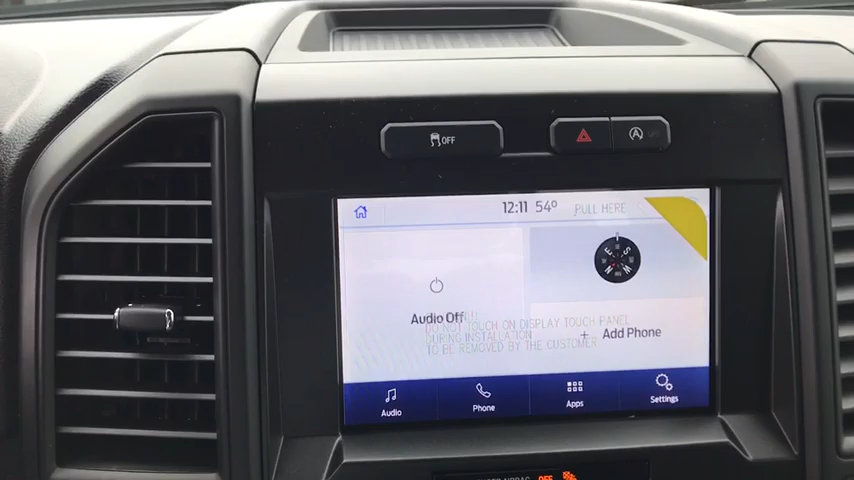 OFF
12:11 54° PULL HERE
E S
N W
Audio Off
DO NOT TOUCH ON DISPLAY TOUCH PANEL
DURING INSTALLATION
+ Add Phone
TO BE REMOVED BY THE CUSTOMER
Audio Phone Apps Settings
AIRBAG OFF